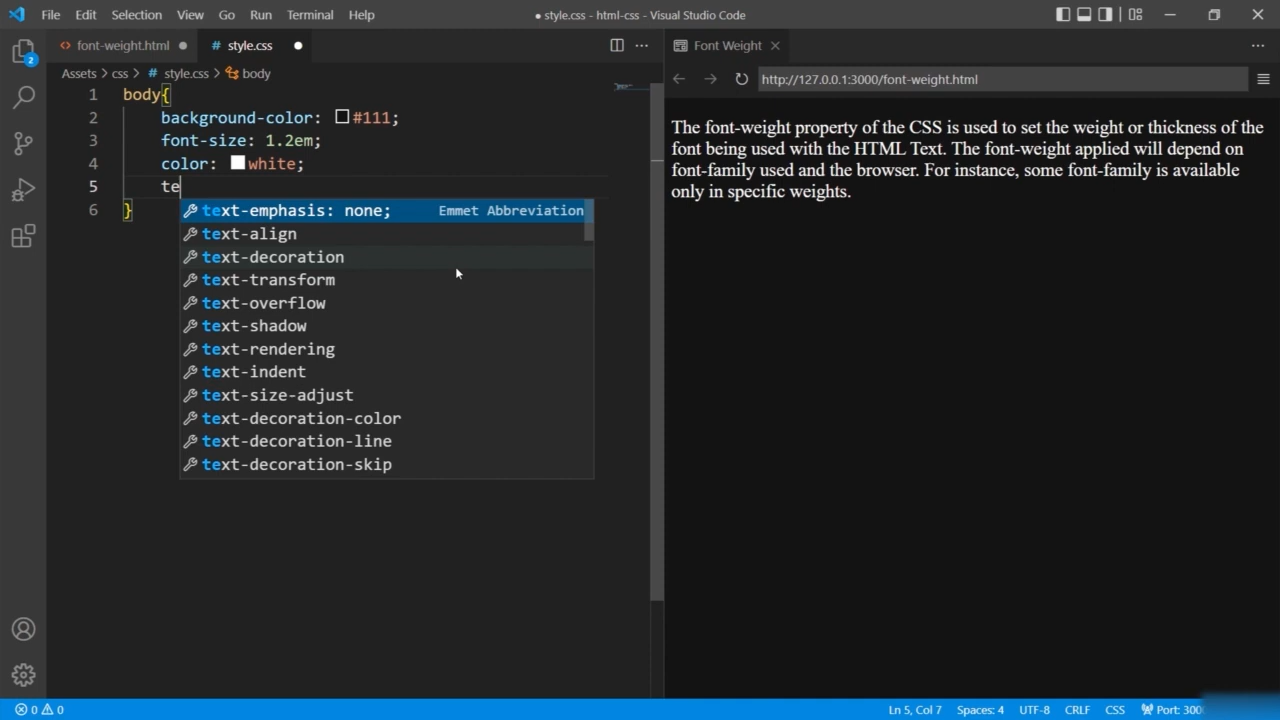 File Edit Selection View Go Run Terminal Help ● style.css - html-css - Visual Studio Code
<> font-weight.html ● # style.css ●
Font Weight
Assets > css > # style.css > body
http://127.0.0.1:3000/font-weight.html
1 body{
2 background-color: #111;
3 font-size: 1.2em;
4 color: white;
5 te
6 }
text-emphasis: none; Emmet Abbreviation
text-align
text-decoration
text-transform
text-overflow
text-shadow
text-rendering
text-indent
text-size-adjust
text-decoration-color
text-decoration-line
text-decoration-skip
The font-weight property of the CSS is used to set the weight or thickness of the
font being used with the HTML Text. The font-weight applied will depend on
font-family used and the browser. For instance, some font-family is available
only in specific weights.
2
0 0 Ln 5, Col 7 Spaces: 4 UTF-8 CRLF CSS Port: